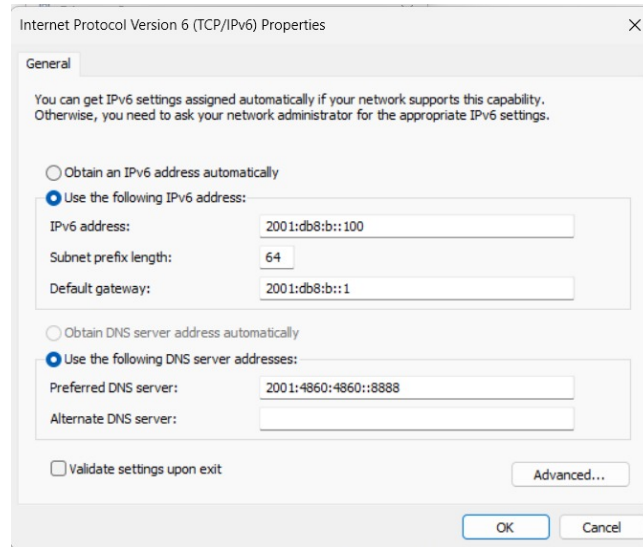 Internet Protocol Version 6 (TCP/IPv6) Properties
General
You can get IPv6 settings assigned automatically if your network supports this capability.
Otherwise, you need to ask your network administrator for the appropriate IPv6 settings.
Obtain an IPv6 address automatically
Use the following IPv6 address:
IPv6 address: 2001:db8:b::100
Subnet prefix length: 64
Default gateway: 2001:db8:b::1
Obtain DNS server address automatically
Use the following DNS server addresses:
Preferred DNS server: 2001:4860:4860::8888
Alternate DNS server:
Validate settings upon exit
Advanced...
OK Cancel